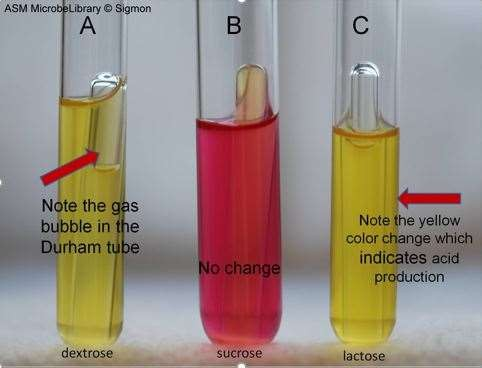 ASM MicrobeLibrary © Sigmon
A
B
C
Note the gas
bubble in the
Durham tube
No change
Note the yellow
color change which
indicates acid
production
dextrose
sucrose
lactose